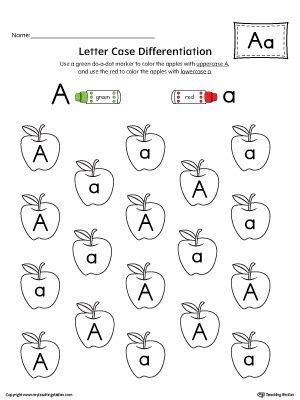 Name:
Letter Case Differentiation
Aa
Use a green do-a-dot marker to color the apples with uppercase A,
and use the red to color the apples with lowercase a.
A green red a
A a a
a A
A A A
a a
a A a
A A
A a a
Copyright www.myteachingstation.com